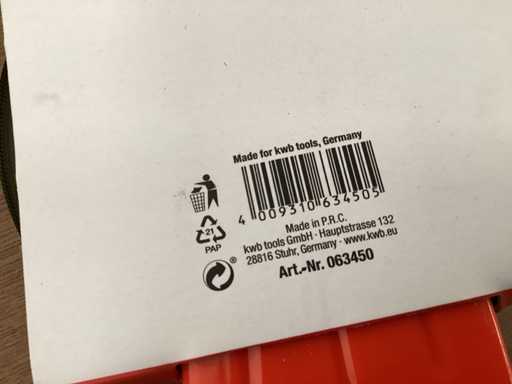 Made for kwb tools, Germany
4 009310 634505
Made in P.R.C.
kwb tools GmbH · Hauptstrasse 132
28816 Stuhr, Germany · www.kwb.eu
Art.-Nr. 063450
21
PAP
®